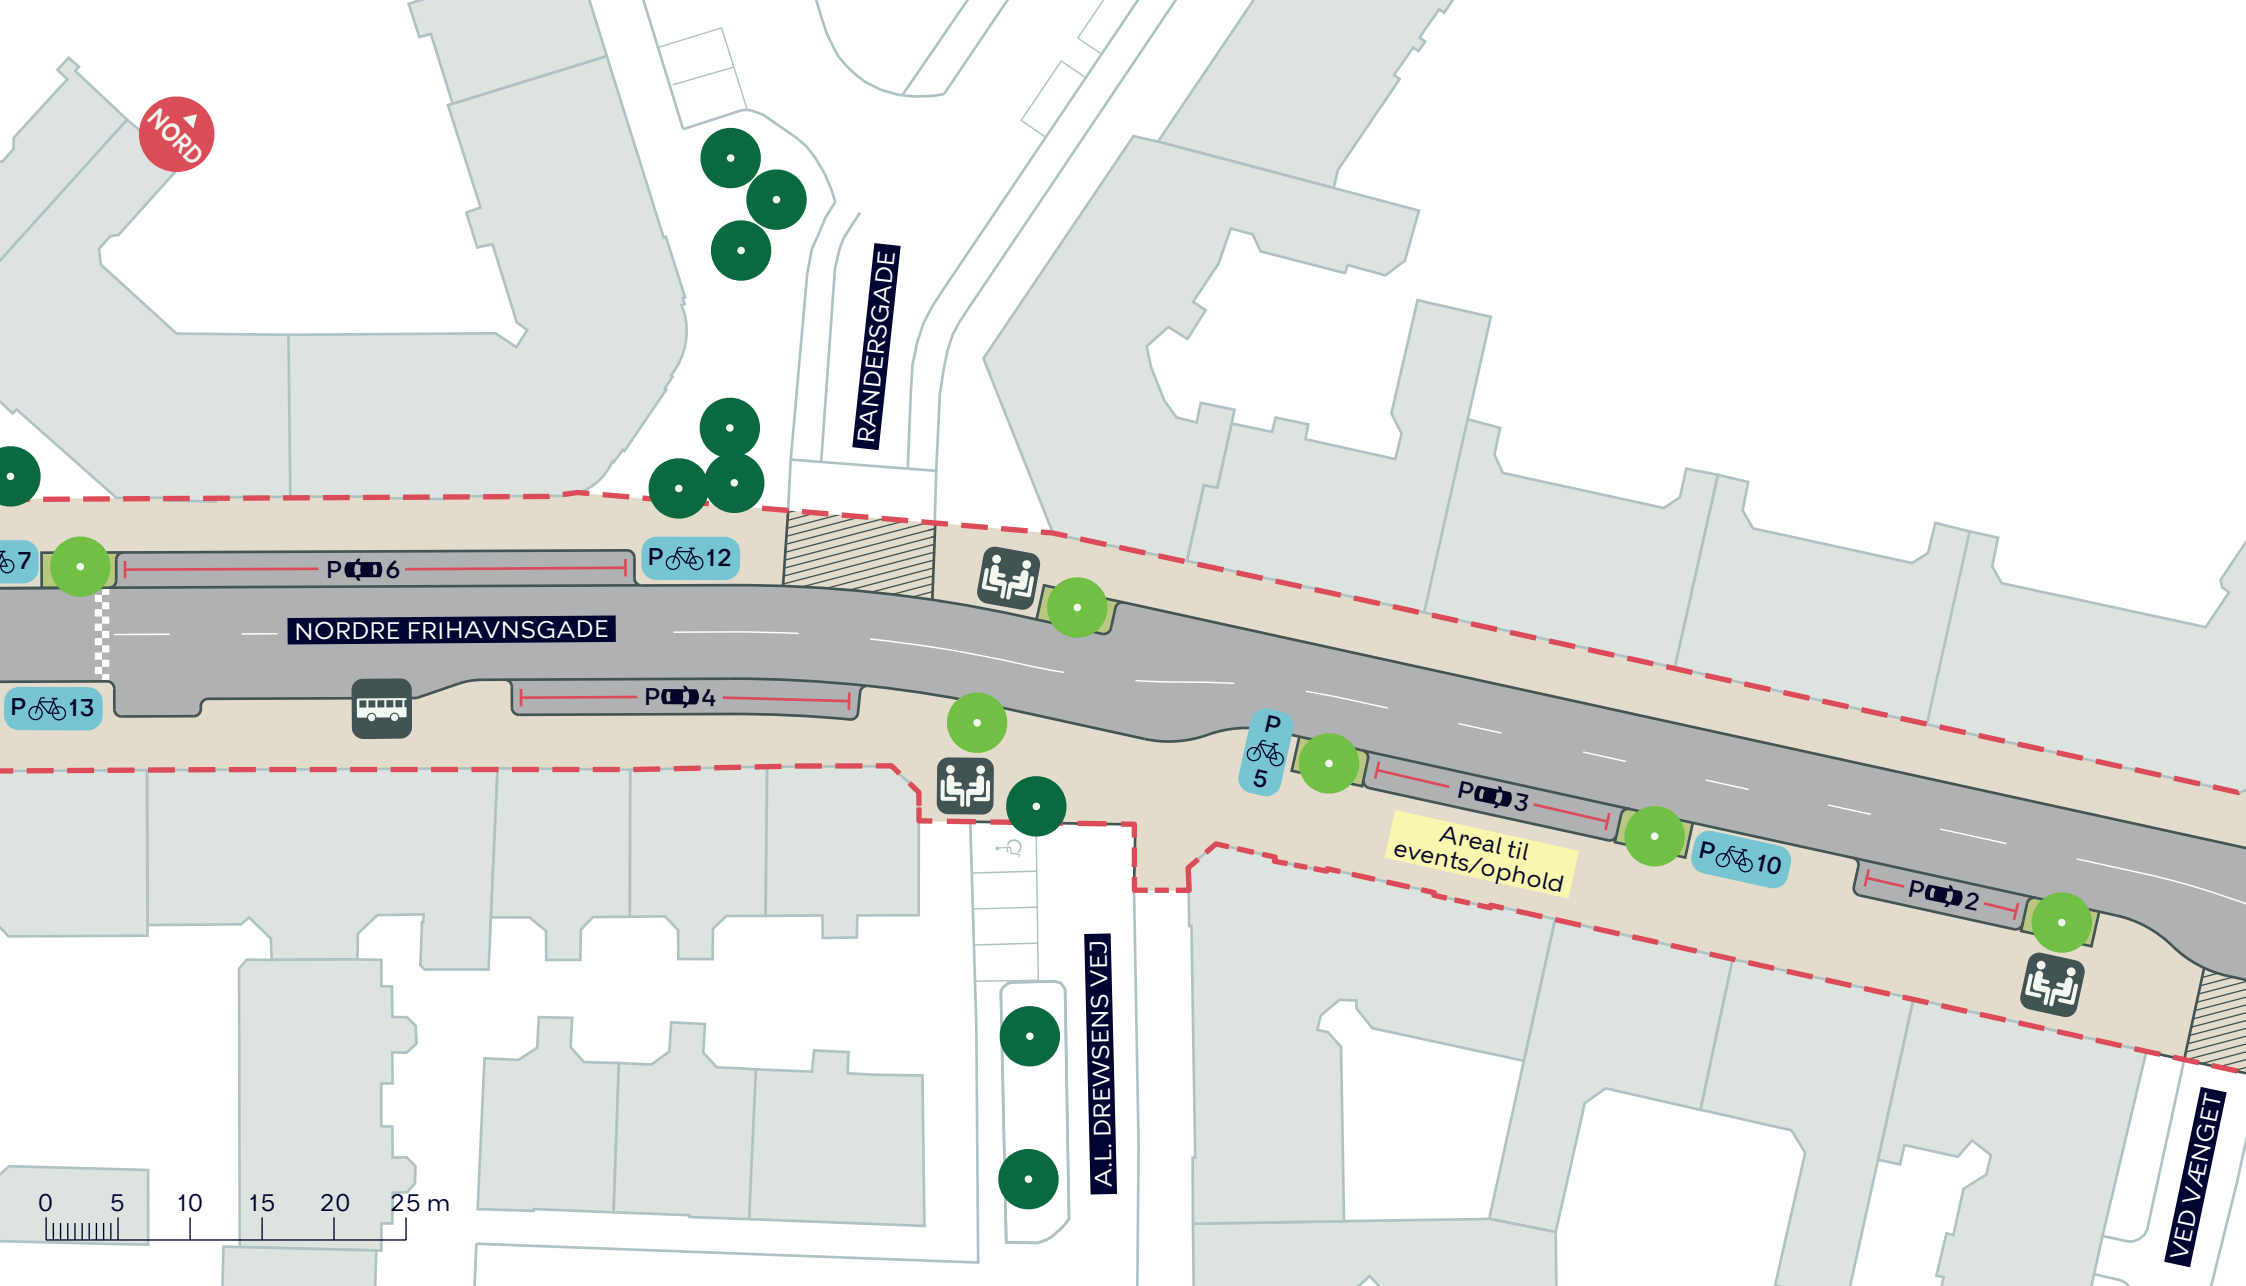 NORD
RANDERSGADE
7
P 6
P 12
NORDRE FRIHAVNSGADE
P 13
P 4
P
5
P 3
Areal til
events/ophold
P 10
P 2
A.L. DREWSENS VEJ
VED VÆNGET
0 5 10 15 20 25 m